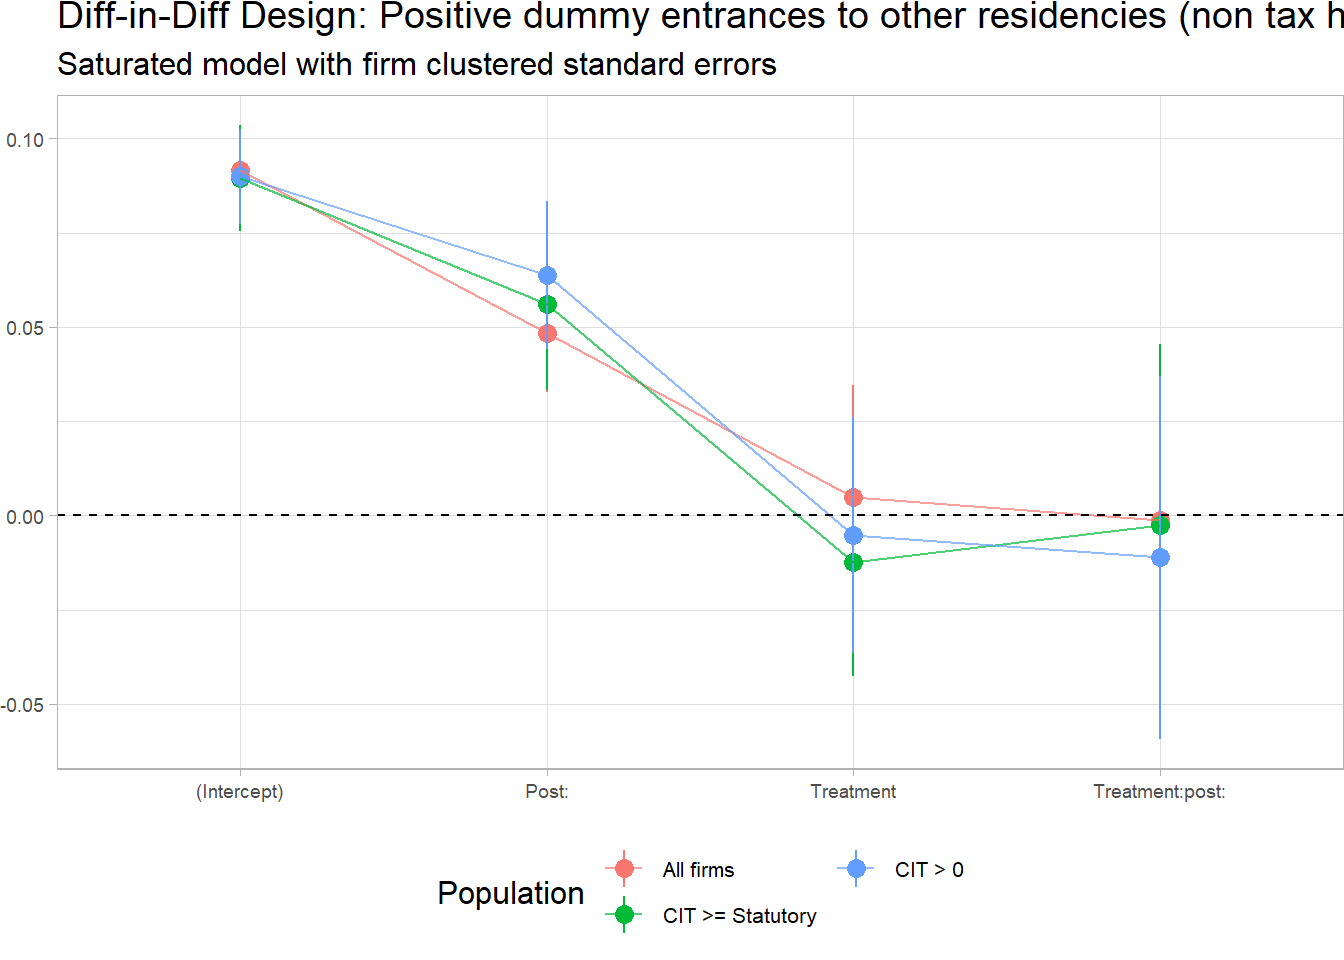 Diff-in-Diff Design: Positive dummy entrances to other residencies (non tax h
Saturated model with firm clustered standard errors
0.10
0.05
0.00
-0.05
(Intercept) Post: Treatment Treatment:post:
Population
All firms CIT > 0
CIT >= Statutory